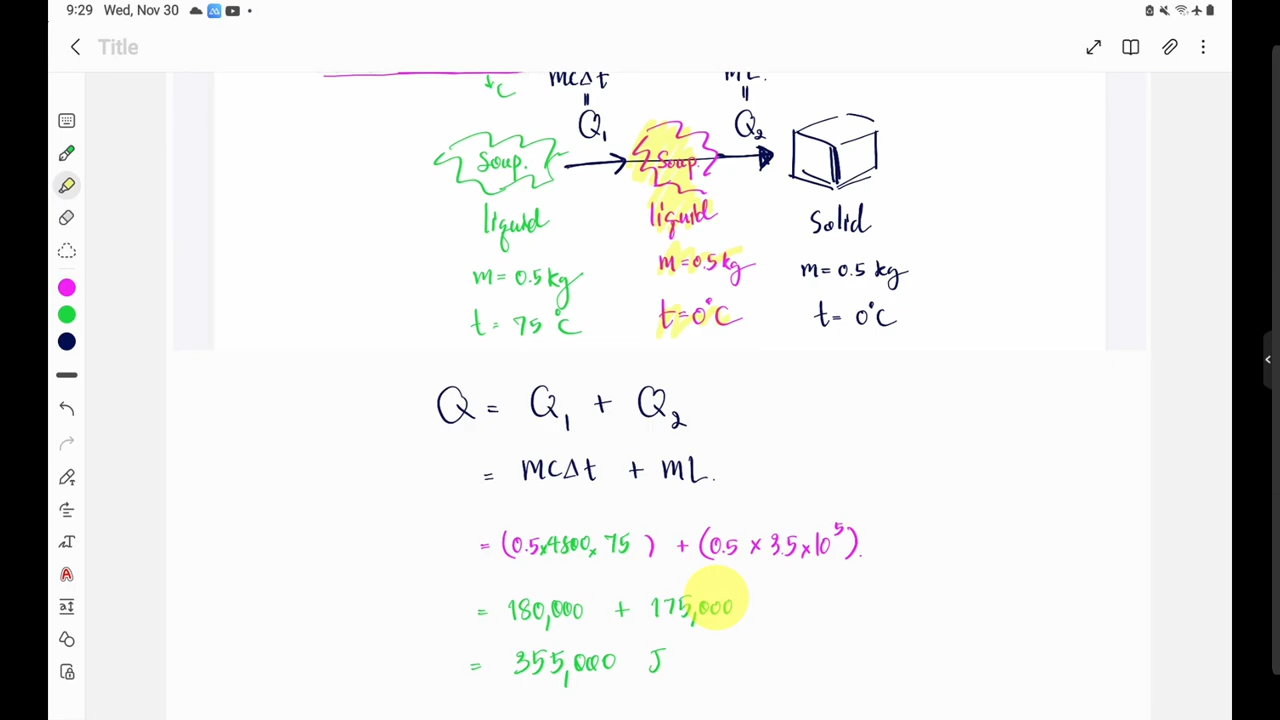 9:29 Wed, Nov 30
Title
mcΔt mL.
c
॥ ॥
Q₁ Q₂
Soup. Soup.
liquid liquid Solid
m = 0.5 kg m = 0.5 kg m = 0.5 kg
t = 75°C t = 0°C t = 0°C
Q = Q₁ + Q₂
= mcΔt + mL.
= (0.5×4800×75) + (0.5 × 3.5×10⁵).
= 180,000 + 175,000
= 355,000 J